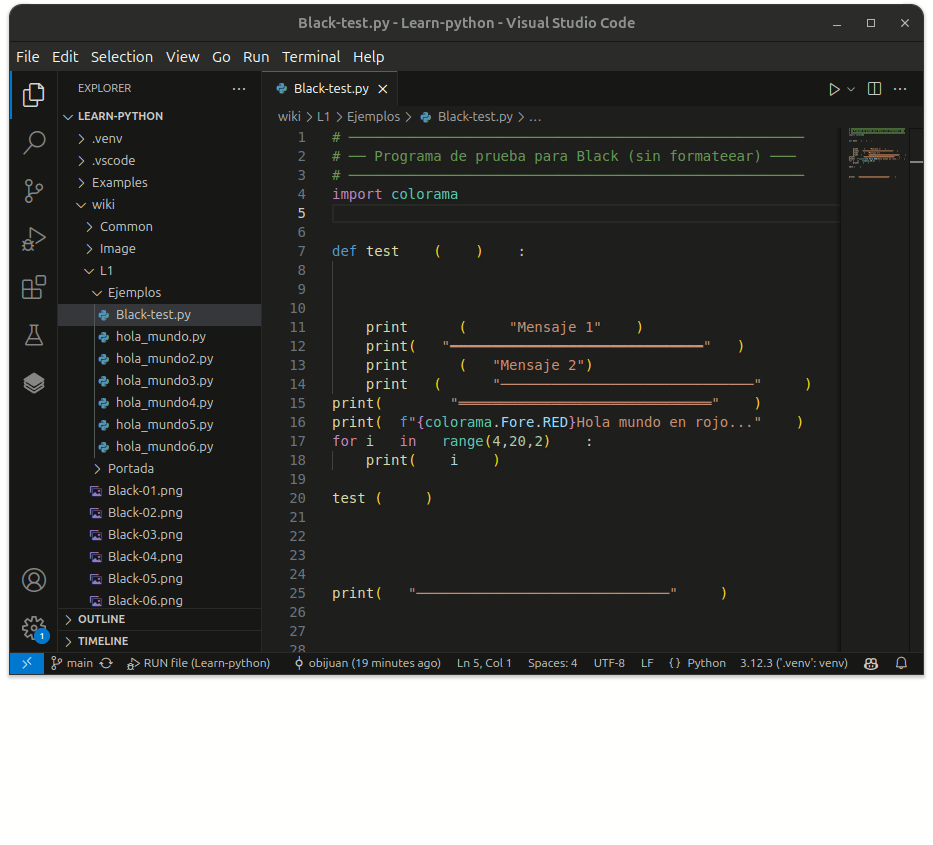 Black-test.py - Learn-python - Visual Studio Code
File Edit Selection View Go Run Terminal Help
EXPLORER
LEARN-PYTHON
.venv
.vscode
Examples
wiki
Common
Image
L1
Ejemplos
Black-test.py
hola_mundo.py
hola_mundo2.py
hola_mundo3.py
hola_mundo4.py
hola_mundo5.py
hola_mundo6.py
Portada
Black-01.png
Black-02.png
Black-03.png
Black-04.png
Black-05.png
Black-06.png
OUTLINE
TIMELINE
Black-test.py
wiki > L1 > Ejemplos > Black-test.py > ...
1 # ──────────────────────────────────────────────────────
2 # ── Programa de prueba para Black (sin formateear) ───
3 # ──────────────────────────────────────────────────────
4 import colorama
5
6
7 def test    (    )    :
8
9
10
11     print      (     "Mensaje 1"    )
12     print(   "══════════════════════════════"   )
13     print      (   "Mensaje 2")
14     print   (      "──────────────────────────────"     )
15 print(        "══════════════════════════════"    )
16 print(  f"{colorama.Fore.RED}Hola mundo en rojo..."    )
17 for i   in   range(4,20,2)    :
18     print(    i    )
19
20 test (     )
21
22
23
24
25 print(   "──────────────────────────────"     )
26
27
28
1
main RUN file (Learn-python) obijuan (19 minutes ago) Ln 5, Col 1 Spaces: 4 UTF-8 LF {} Python 3.12.3 ('.venv': venv)